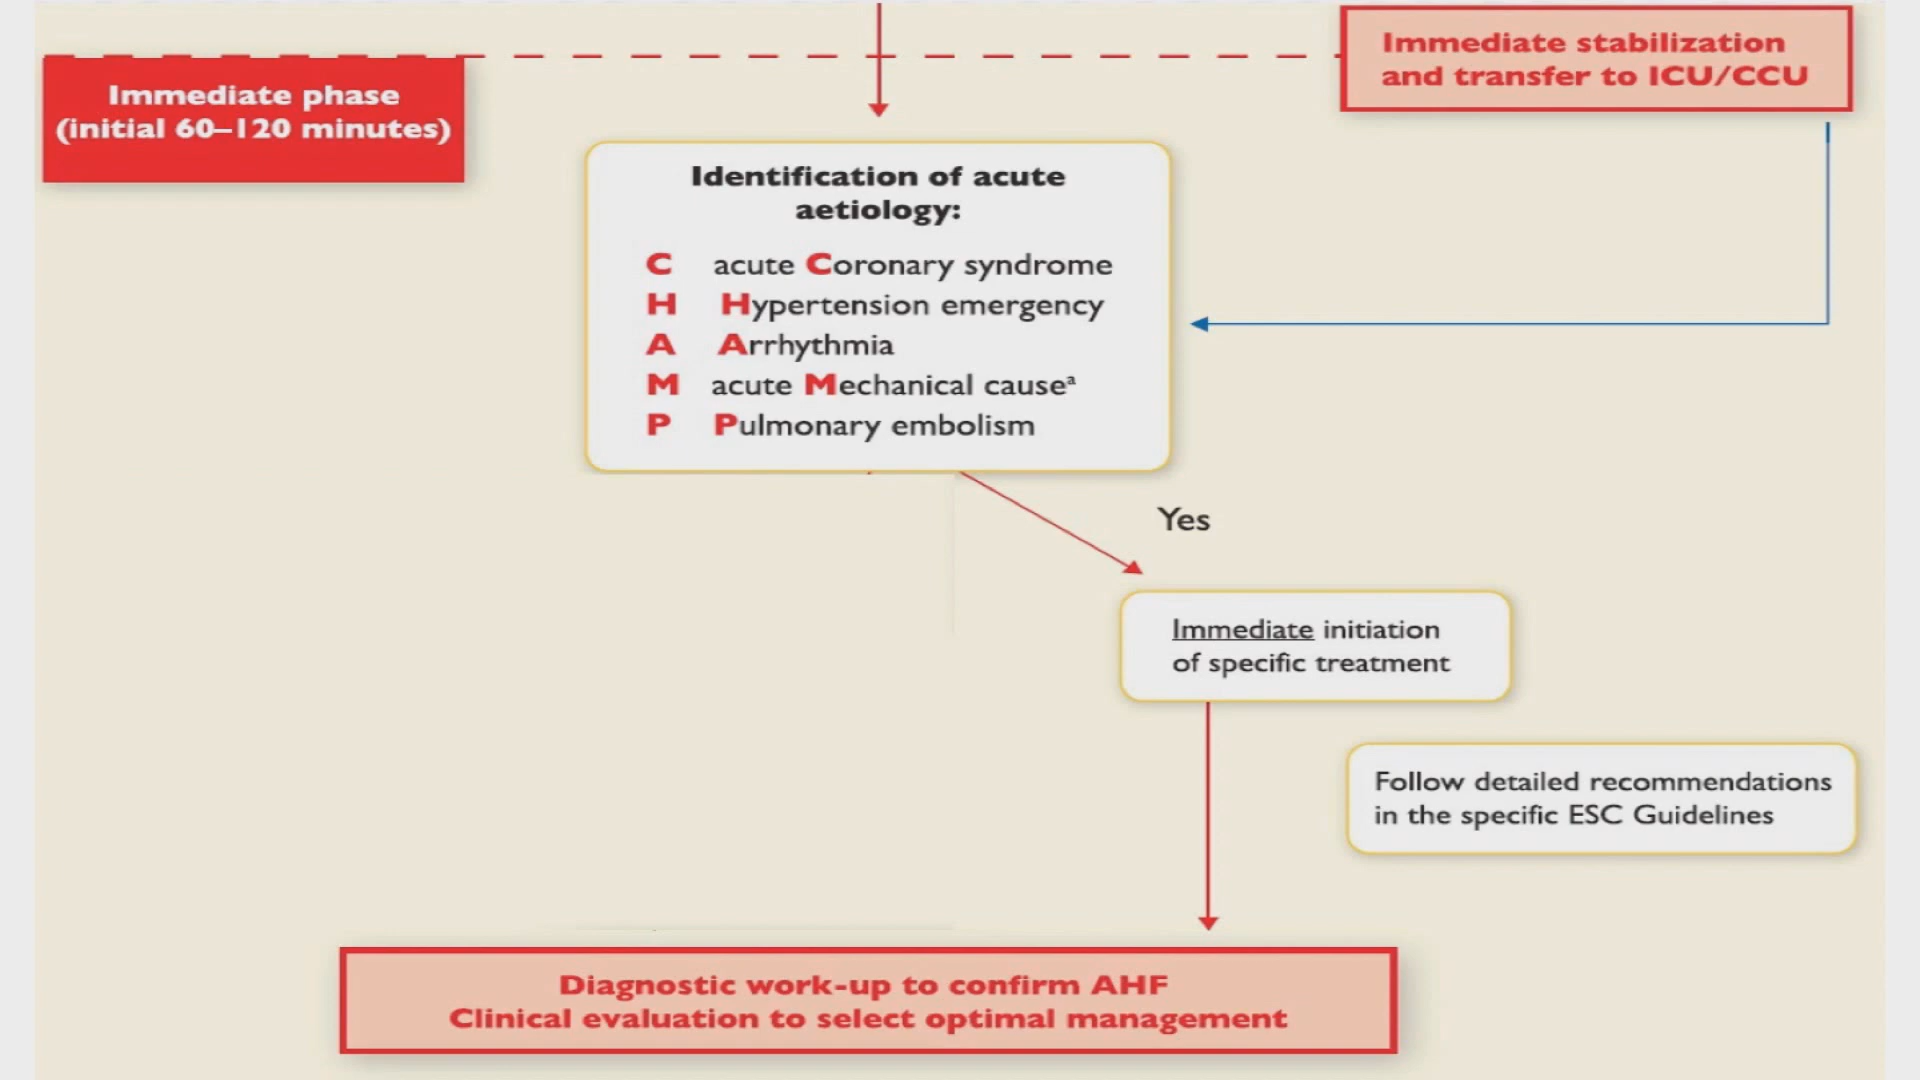 Immediate stabilization
and transfer to ICU/CCU
Immediate phase
(initial 60–120 minutes)
Identification of acute
aetiology:
C acute Coronary syndrome
H Hypertension emergency
A Arrhythmia
M acute Mechanical causeᵃ
P Pulmonary embolism
Yes
Immediate initiation
of specific treatment
Follow detailed recommendations
in the specific ESC Guidelines
Diagnostic work-up to confirm AHF
Clinical evaluation to select optimal management